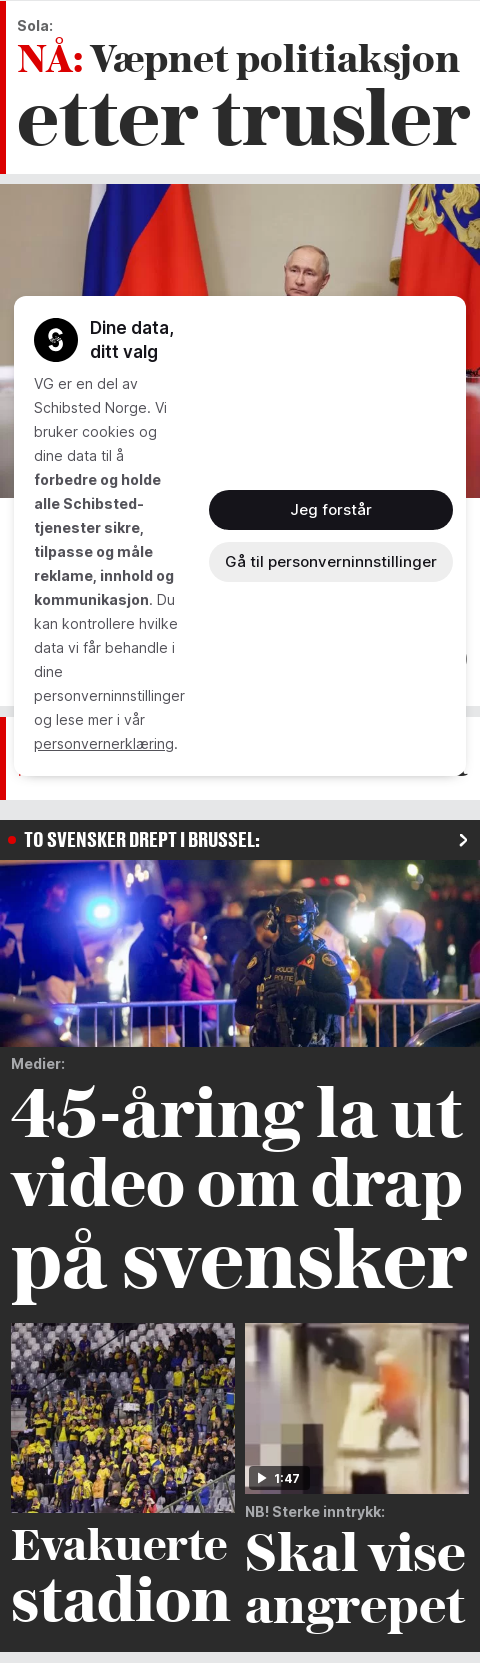 Sola:
NÅ: Væpnet politiaksjon
etter trusler
Dine data,
ditt valg
VG er en del av
Schibsted Norge. Vi
bruker cookies og
dine data til å
forbedre og holde
alle Schibsted-
tjenester sikre,
tilpasse og måle
reklame, innhold og
kommunikasjon. Du
kan kontrollere hvilke
data vi får behandle i
dine
personverninnstillinger
og lese mer i vår
personvernerklæring.
Jeg forstår
Gå til personverninnstillinger
TO SVENSKER DREPT I BRUSSEL:
POLICE
Medier:
45-åring la ut
video om drap
på svensker
Evakuerte
stadion
1:47
NB! Sterke inntrykk:
Skal vise
angrepet